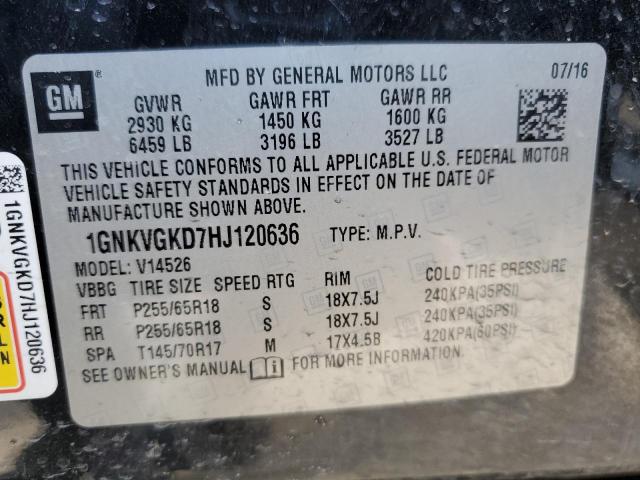 GM
®
MFD BY GENERAL MOTORS LLC
07/16
GVWR GAWR FRT GAWR RR
2930 KG 1450 KG 1600 KG
6459 LB 3196 LB 3527 LB
THIS VEHICLE CONFORMS TO ALL APPLICABLE U.S. FEDERAL MOTOR
VEHICLE SAFETY STANDARDS IN EFFECT ON THE DATE OF
MANUFACTURE SHOWN ABOVE.
1GNKVGKD7HJ120636 TYPE: M.P.V.
MODEL: V14526
VBBG TIRE SIZE SPEED RTG RIM COLD TIRE PRESSURE
FRT P255/65R18 S 18X7.5J 240KPA(35PSI)
RR P255/65R18 S 18X7.5J 240KPA(35PSI)
SPA T145/70R17 M 17X4.5B 420KPA(60PSI)
SEE OWNER'S MANUAL FOR MORE INFORMATION
1GNKVGKD7HJ120636